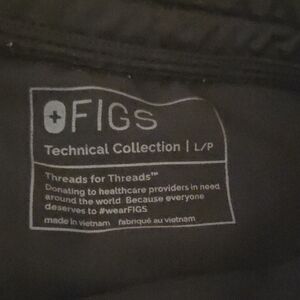 FIGS
Technical Collection | L/P
Threads for Threads™
Donating to healthcare providers in need
around the world. Because everyone
deserves to #wearFIGS
made in vietnam fabriqué au vietnam